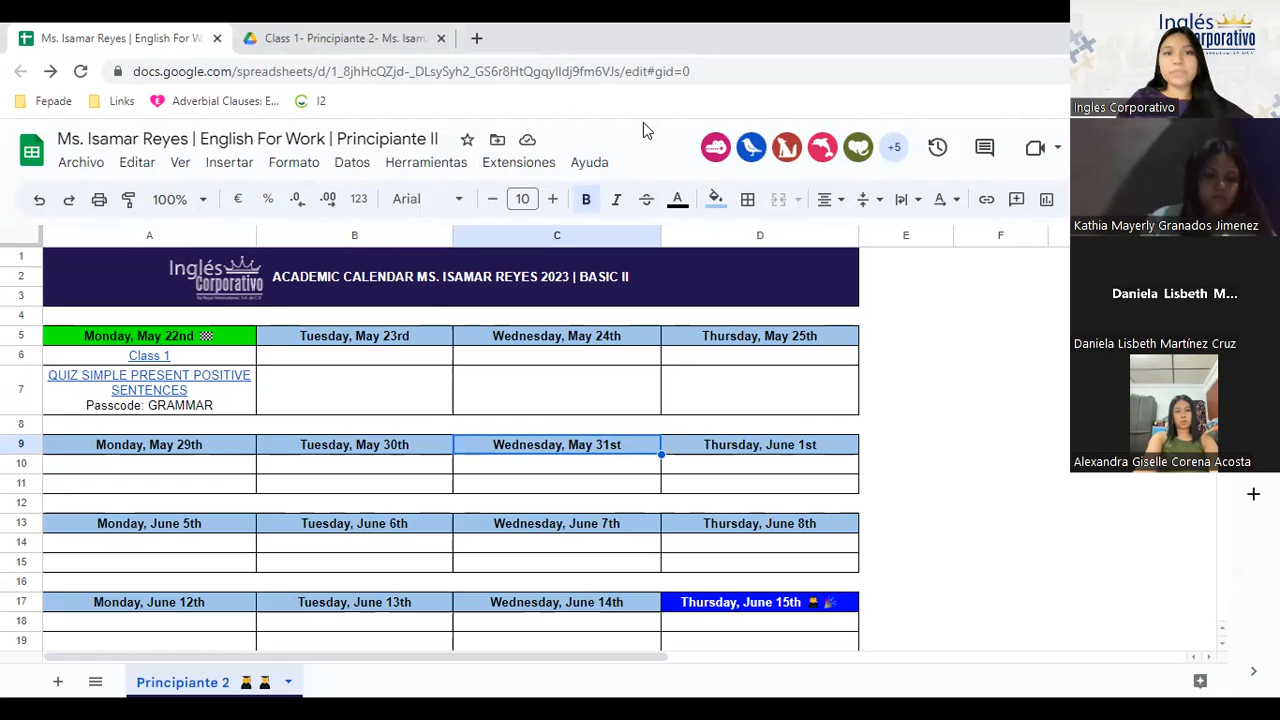 Ms. Isamar Reyes | English For W
Class 1- Principiante 2- Ms. Isam
docs.google.com/spreadsheets/d/1_8jhHcQZjd-_DLsySyh2_GS6r8HtQgqyIIdj9fm6VJs/edit#gid=0
Fepade
Links
Adverbial Clauses: E...
I2
Ms. Isamar Reyes | English For Work | Principiante II
+5
Archivo Editar Ver Insertar Formato Datos Herramientas Extensiones Ayuda
100% € % .0 .00 123 Arial 10 B I S A
A B C D E F
1
2
3
Inglés Corporativo
ACADEMIC CALENDAR MS. ISAMAR REYES 2023 | BASIC II
4
5 Monday, May 22nd Tuesday, May 23rd Wednesday, May 24th Thursday, May 25th
6 Class 1
7 QUIZ SIMPLE PRESENT POSITIVE
SENTENCES
Passcode: GRAMMAR
8
9 Monday, May 29th Tuesday, May 30th Wednesday, May 31st Thursday, June 1st
10
11
12
13 Monday, June 5th Tuesday, June 6th Wednesday, June 7th Thursday, June 8th
14
15
16
17 Monday, June 12th Tuesday, June 13th Wednesday, June 14th Thursday, June 15th
18
19
Principiante 2
Inglés
Corporativo
Ingles Corporativo
Kathia Mayerly Granados Jimenez
Daniela Lisbeth M...
Daniela Lisbeth Martínez Cruz
Alexandra Giselle Corena Acosta